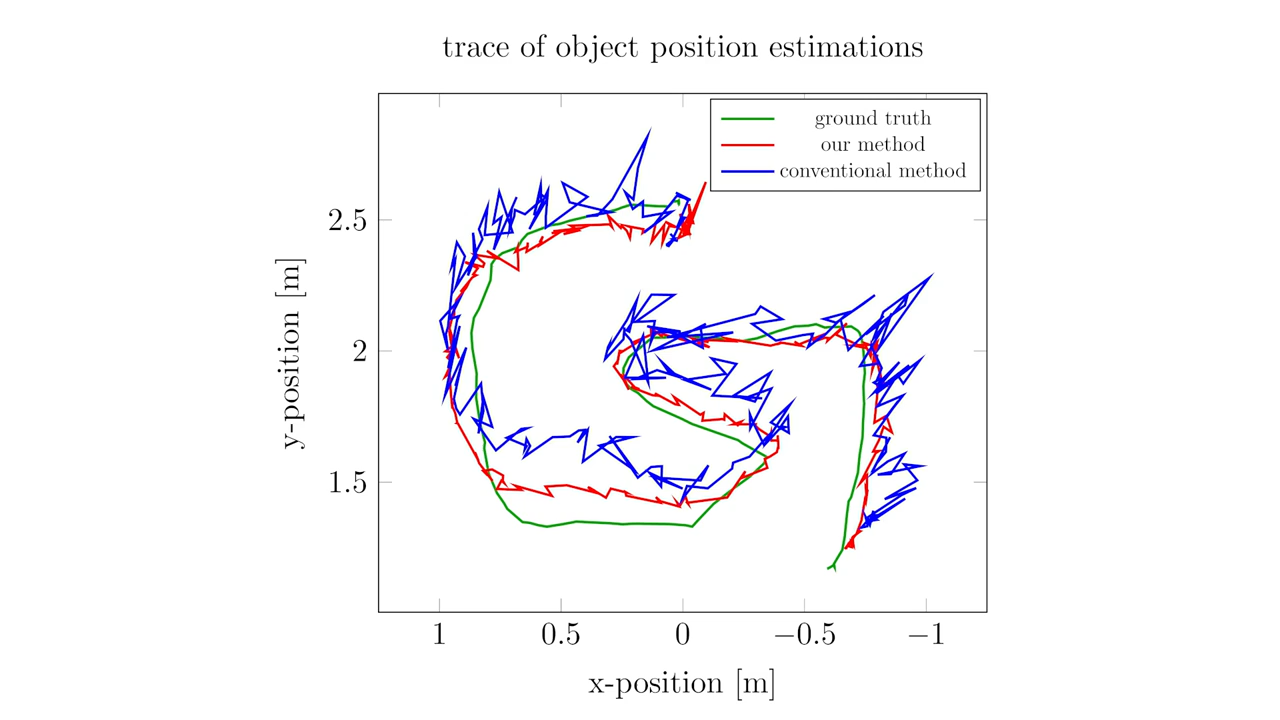 trace of object position estimations
ground truth
our method
conventional method
2.5
2
1.5
y-position [m]
1 0.5 0 −0.5 −1
x-position [m]